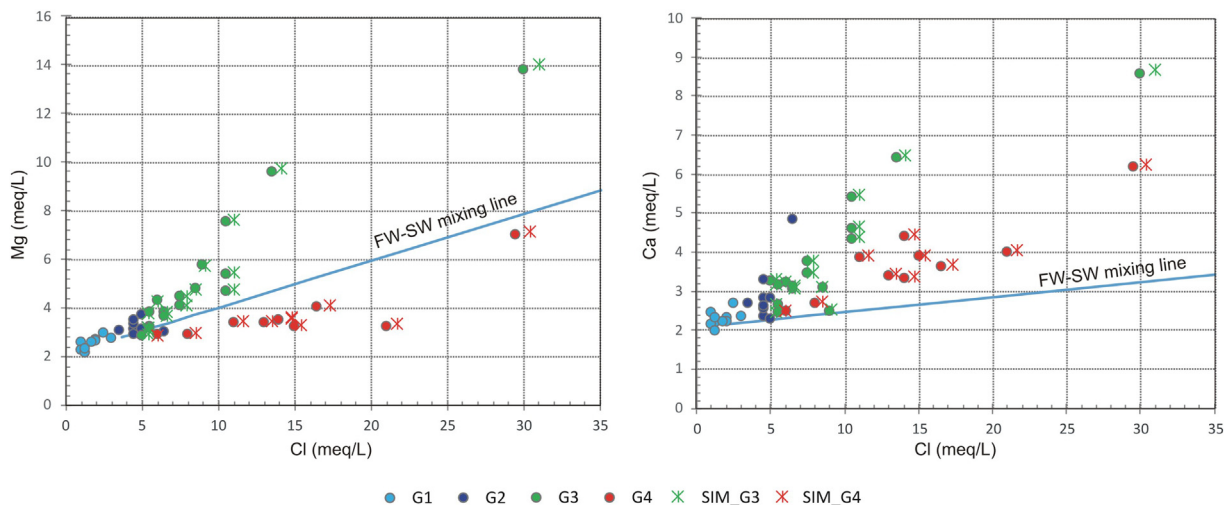 16
14
12
10
8
6
4
2
0
Mg (meq/L)
FW-SW mixing line
0 5 10 15 20 25 30 35
Cl (meq/L)
10
9
8
7
6
5
4
3
2
1
0
Ca (meq/L)
FW-SW mixing line
0 5 10 15 20 25 30 35
Cl (meq/L)
G1 G2 G3 G4 SIM_G3 SIM_G4